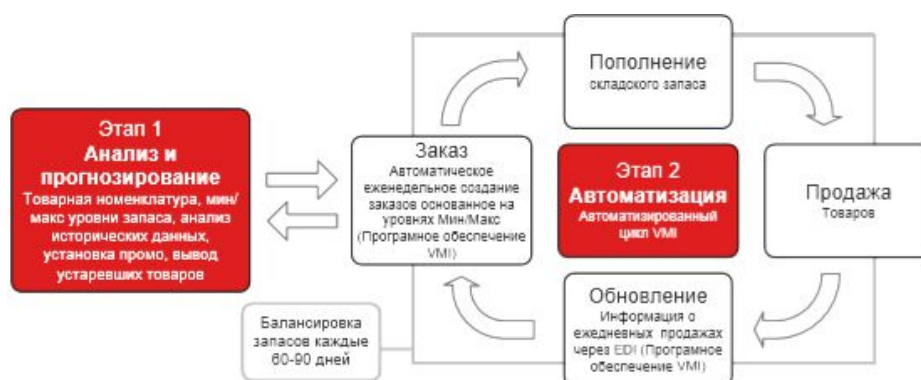 Этап 1
Анализ и
прогнозирование
Товарная номенклатура, мин/
макс уровни запаса, анализ
исторических данных,
установка промо, вывод
устаревших товаров
Заказ
Автоматическое
еженедельное создание
заказов основанное на
уровнях Мин/Макс
(Програмное обеспечение
VMI)
Пополнение
складского запаса
Этап 2
Автоматизация
Автоматизированный
цикл VMI
Продажа
Товаров
Обновление
Информация о
ежедневных продажах
через EDI (Програмное
обеспечение VMI)
Балансировка
запасов каждые
60-90 дней